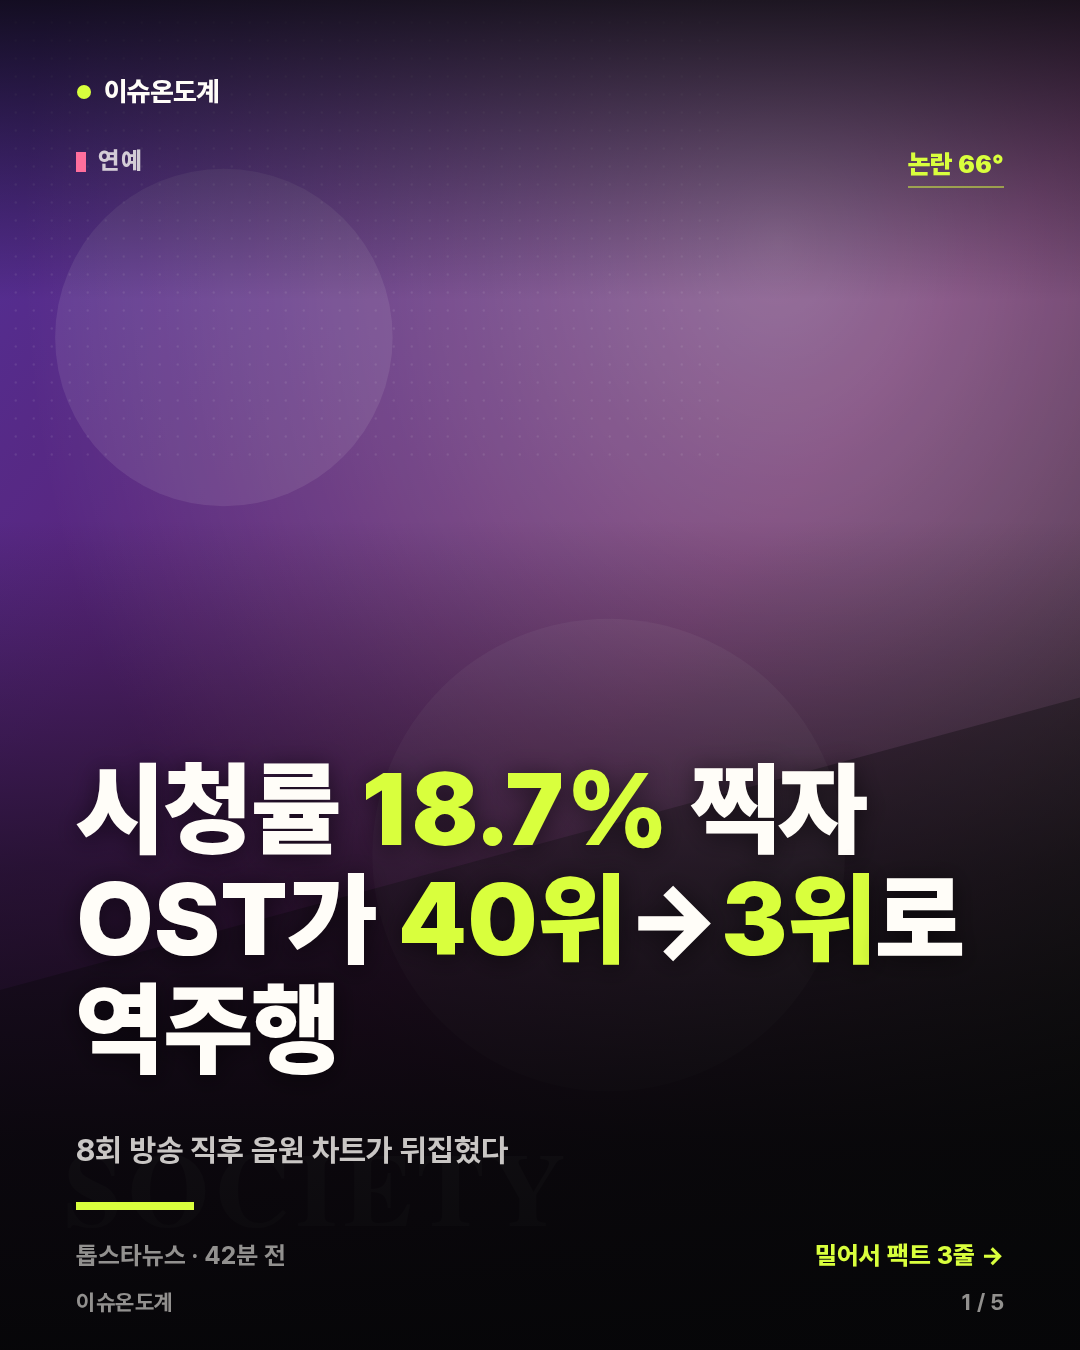 이슈온도계
연예
논란 66°
시청률 18.7% 찍자
OST가 40위→3위로
역주행
8회 방송 직후 음원 차트가 뒤집혔다
SOCIETY
톱스타뉴스 · 42분 전
밀어서 팩트 3줄 →
이슈온도계
1 / 5